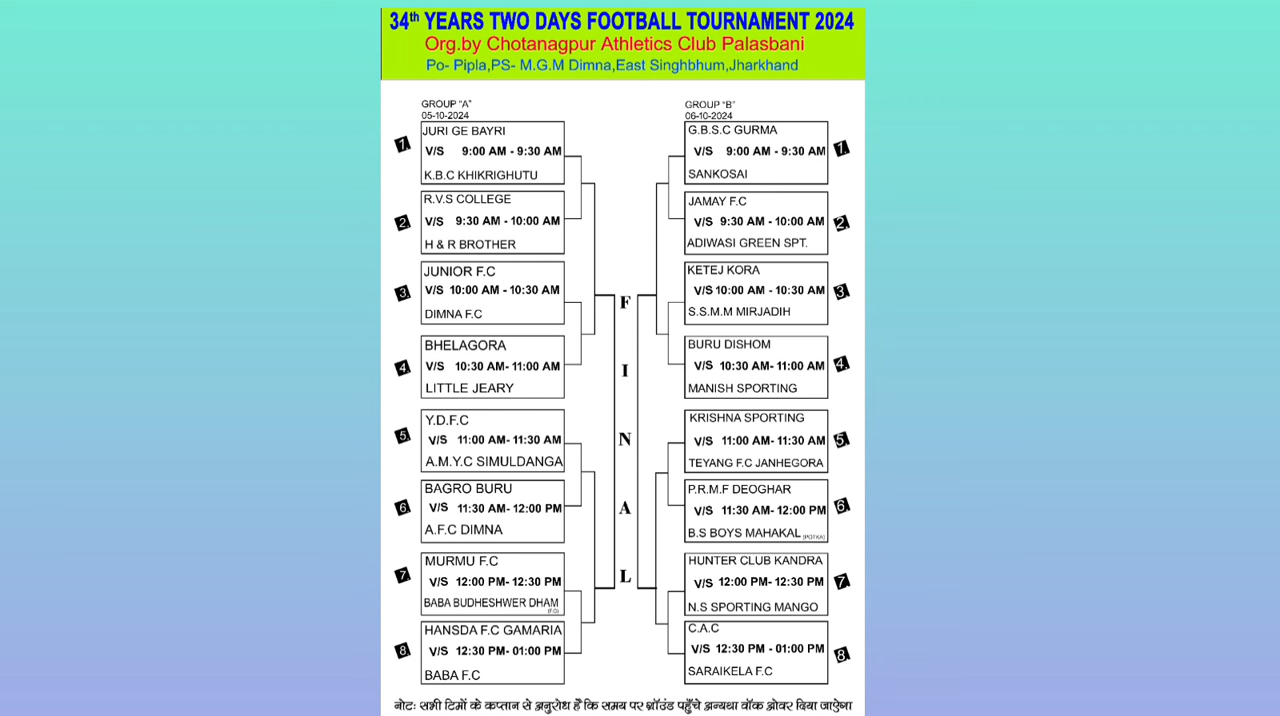 34th YEARS TWO DAYS FOOTBALL TOURNAMENT 2024
Org.by Chotanagpur Athletics Club Palasbani
Po- Pipla,PS- M.G.M Dimna,East Singhbhum,Jharkhand
GROUP "A"
05-10-2024
1.
JURI GE BAYRI
V/S 9:00 AM - 9:30 AM
K.B.C KHIKRIGHUTU
2.
R.V.S COLLEGE
V/S 9:30 AM - 10:00 AM
H & R BROTHER
3.
JUNIOR F.C
V/S 10:00 AM - 10:30 AM
DIMNA F.C
4.
BHELAGORA
V/S 10:30 AM- 11:00 AM
LITTLE JEARY
5.
Y.D.F.C
V/S 11:00 AM- 11:30 AM
A.M.Y.C SIMULDANGA
6
BAGRO BURU
V/S 11:30 AM- 12:00 PM
A.F.C DIMNA
7
MURMU F.C
V/S 12:00 PM- 12:30 PM
BABA BUDHESHWER DHAM
(F.C)
8
HANSDA F.C GAMARIA
V/S 12:30 PM- 01:00 PM
BABA F.C
F
I
N
A
L
GROUP "B"
06-10-2024
G.B.S.C GURMA
V/S 9:00 AM - 9:30 AM
SANKOSAI
1.
JAMAY F.C
V/S 9:30 AM - 10:00 AM
ADIWASI GREEN SPT.
2.
KETEJ KORA
V/S 10:00 AM - 10:30 AM
S.S.M.M MIRJADIH
3.
BURU DISHOM
V/S 10:30 AM- 11:00 AM
MANISH SPORTING
4.
KRISHNA SPORTING
V/S 11:00 AM- 11:30 AM
TEYANG F.C JANHEGORA
5.
P.R.M.F DEOGHAR
V/S 11:30 AM- 12:00 PM
B.S BOYS MAHAKAL (POTKA)
6
HUNTER CLUB KANDRA
V/S 12:00 PM- 12:30 PM
N.S SPORTING MANGO
7
C.A.C
V/S 12:30 PM - 01:00 PM
SARAIKELA F.C
8
नोटः सभी टिमों के कप्तान से अनुरोध है कि समय पर ग्रॉउंड पहुँचे अन्यथा वॉक ओवर दिया जाऐगा